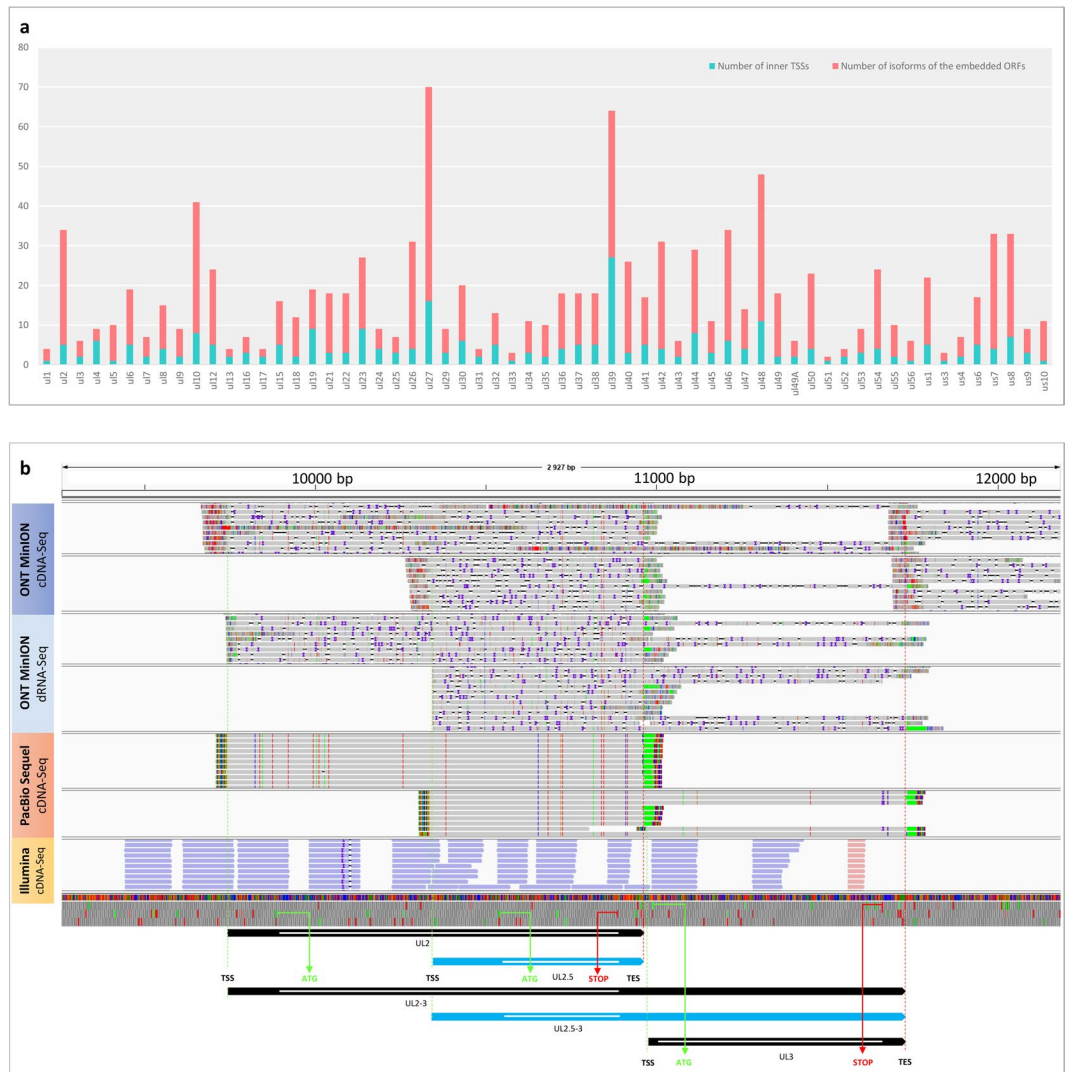 a
80
Number of inner TSSs Number of isoforms of the embedded ORFs
70
60
50
40
30
20
10
0
ul1 ul2 ul3 ul4 ul5 ul6 ul7 ul8 ul9 ul10 ul12 ul13 ul16 ul17 ul15 ul18 ul19 ul21 ul22 ul23 ul24 ul25 ul26 ul27 ul29 ul30 ul31 ul32 ul33 ul34 ul35 ul36 ul37 ul38 ul39 ul40 ul41 ul42 ul43 ul44 ul45 ul46 ul47 ul48 ul49 ul49A ul50 ul51 ul52 ul53 ul54 ul55 ul56 us1 us3 us4 us6 us7 us8 us9 us10
b
2 927 bp
10000 bp 11000 bp 12000 bp
ONT MinION
cDNA-Seq
ONT MinION
dRNA-Seq
PacBio Sequel
cDNA-Seq
Illumina
cDNA-Seq
UL2
TSS ATG TSS ATG UL2.5 STOP TES
UL2-3
UL2.5-3
UL3
TSS ATG STOP TES